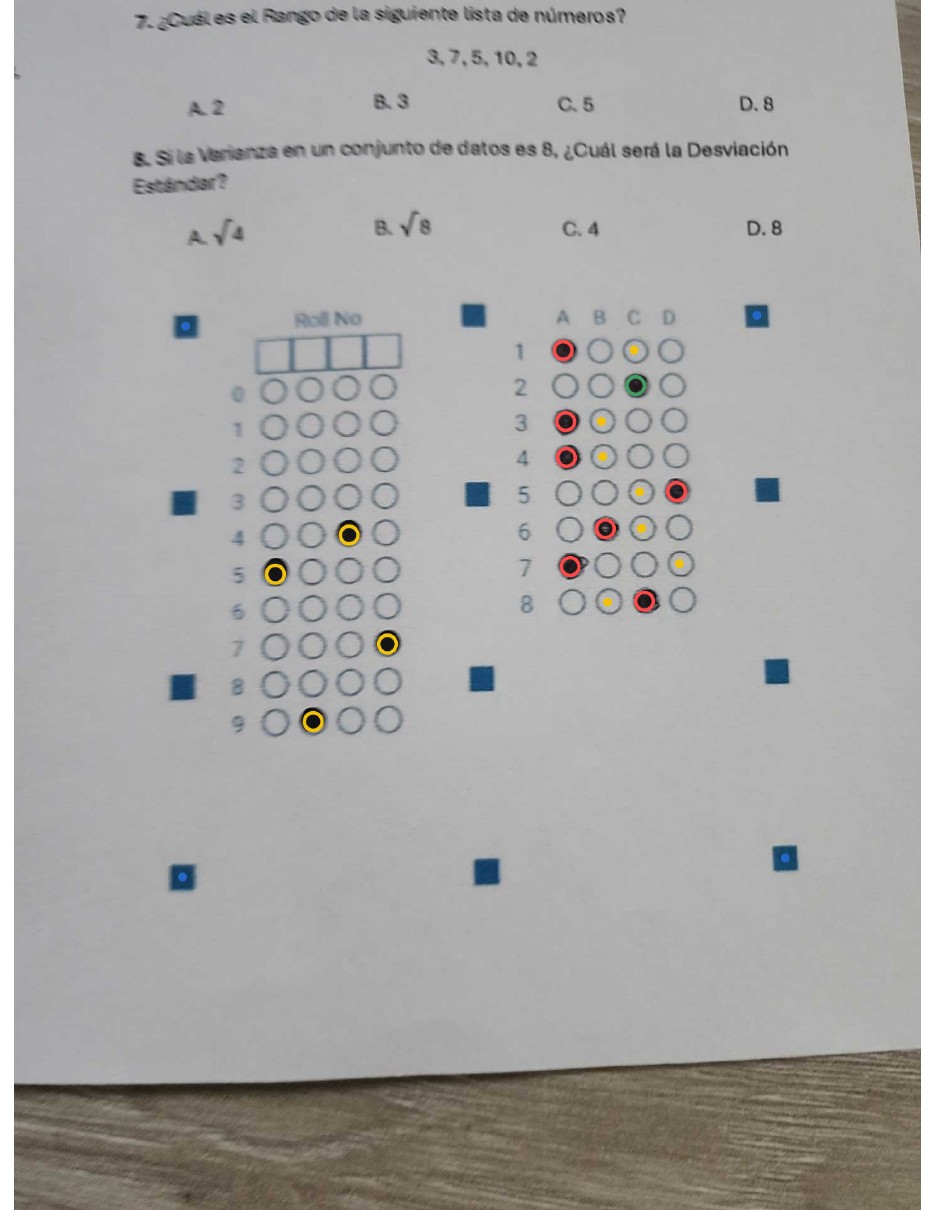 7. ¿Cuál es el Rango de la siguiente lista de números?
3, 7, 5, 10, 2
A. 2 B. 3 C. 5 D. 8
8. Si la Varianza en un conjunto de datos es 8, ¿Cuál será la Desviación
Estándar?
A. √4 B. √8 C. 4 D. 8
Roll No
0
1
2
3
4
5
6
7
8
9
A B C D
1
2
3
4
5
6
7
8